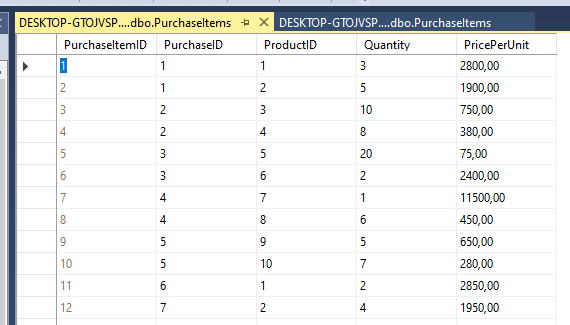 DESKTOP-GTOJVSP....dbo.PurchaseItems DESKTOP-GTOJVSP....dbo.PurchaseItems
PurchaseItemID PurchaseID ProductID Quantity PricePerUnit
1 1 1 3 2800,00
2 1 2 5 1900,00
3 2 3 10 750,00
4 2 4 8 380,00
5 3 5 20 75,00
6 3 6 2 2400,00
7 4 7 1 11500,00
8 4 8 6 450,00
9 5 9 5 650,00
10 5 10 7 280,00
11 6 1 2 2850,00
12 7 2 4 1950,00